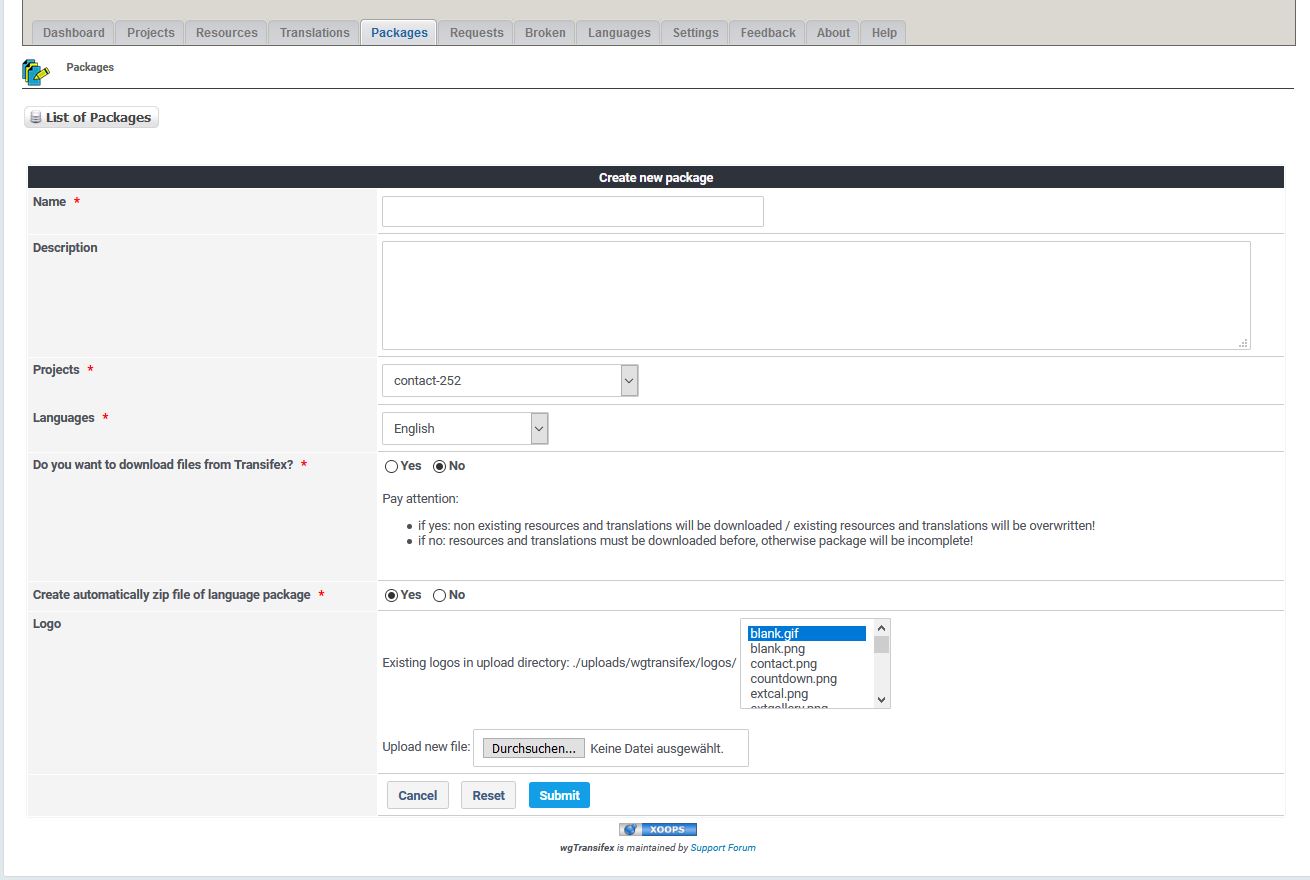 Dashboard Projects Resources Translations Packages Requests Broken Languages Settings Feedback About Help
Packages
List of Packages
Create new package
Name *
Description
Projects * contact-252
Languages * English
Do you want to download files from Transifex? * Yes No
Pay attention:
if yes: non existing resources and translations will be downloaded / existing resources and translations will be overwritten!
if no: resources and translations must be downloaded before, otherwise package will be incomplete!
Create automatically zip file of language package * Yes No
Logo
Existing logos in upload directory: ./uploads/wgtransifex/logos/
blank.gif
blank.png
contact.png
countdown.png
extcal.png
extgallery.png
Upload new file: Durchsuchen... Keine Datei ausgewählt.
Cancel Reset Submit
XOOPS
wgTransifex is maintained by Support Forum